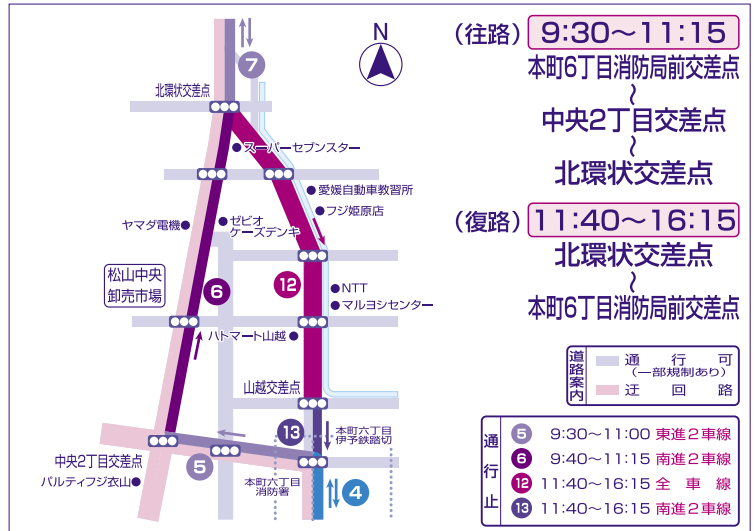 N
7
北環状交差点
スーパーセブンスター
愛媛自動車教習所
フジ姫原店
ヤマダ電機
ゼビオ
ケーズデンキ
松山中央
卸売市場
6
12
NTT
マルヨシセンター
ハトマート山越
山越交差点
13
本町六丁目
伊予鉄踏切
5
中央2丁目交差点
パルティフジ衣山
本町六丁目
消防署
4
(往路) 9:30〜11:15
本町6丁目消防局前交差点
〜
中央2丁目交差点
〜
北環状交差点
(復路) 11:40〜16:15
北環状交差点
〜
本町6丁目消防局前交差点
道路案内
通行可
(一部規制あり)
迂回路
通行止
5 9:30〜11:00 東進2車線
6 9:40〜11:15 南進2車線
12 11:40〜16:15 全車線
13 11:40〜16:15 南進2車線